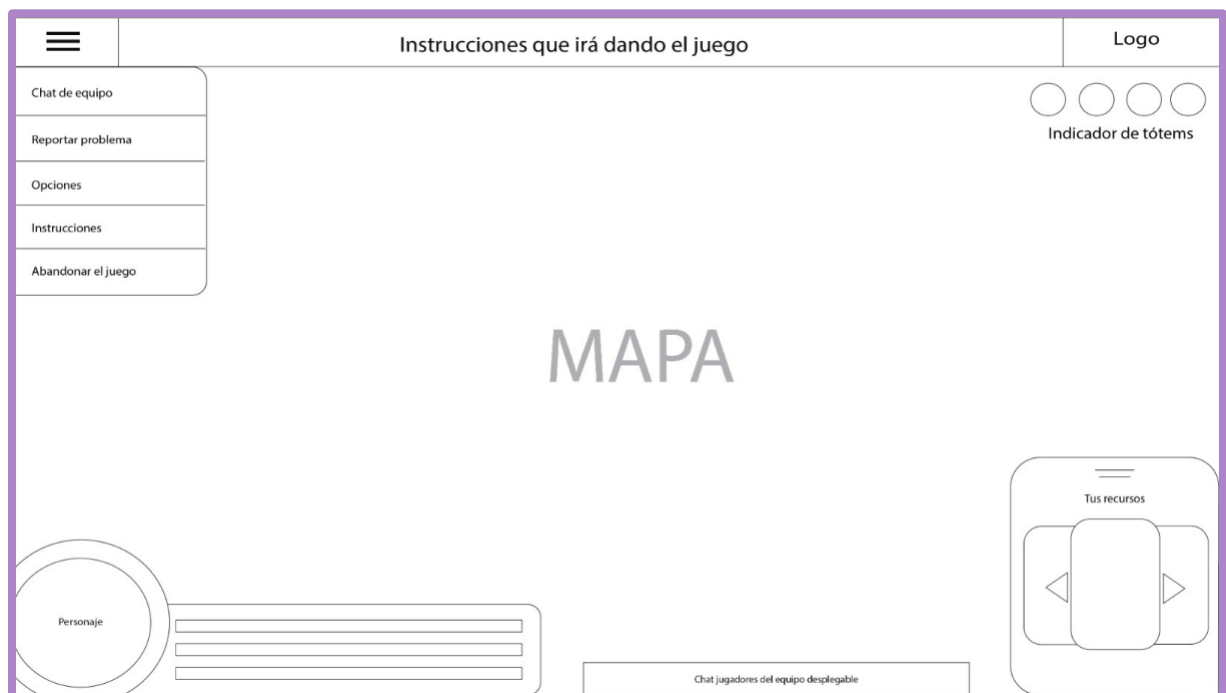 Instrucciones que irá dando el juego
Logo
Chat de equipo
Reportar problema
Opciones
Instrucciones
Abandonar el juego
Indicador de tótems
MAPA
Tus recursos
Personaje
Chat jugadores del equipo desplegable